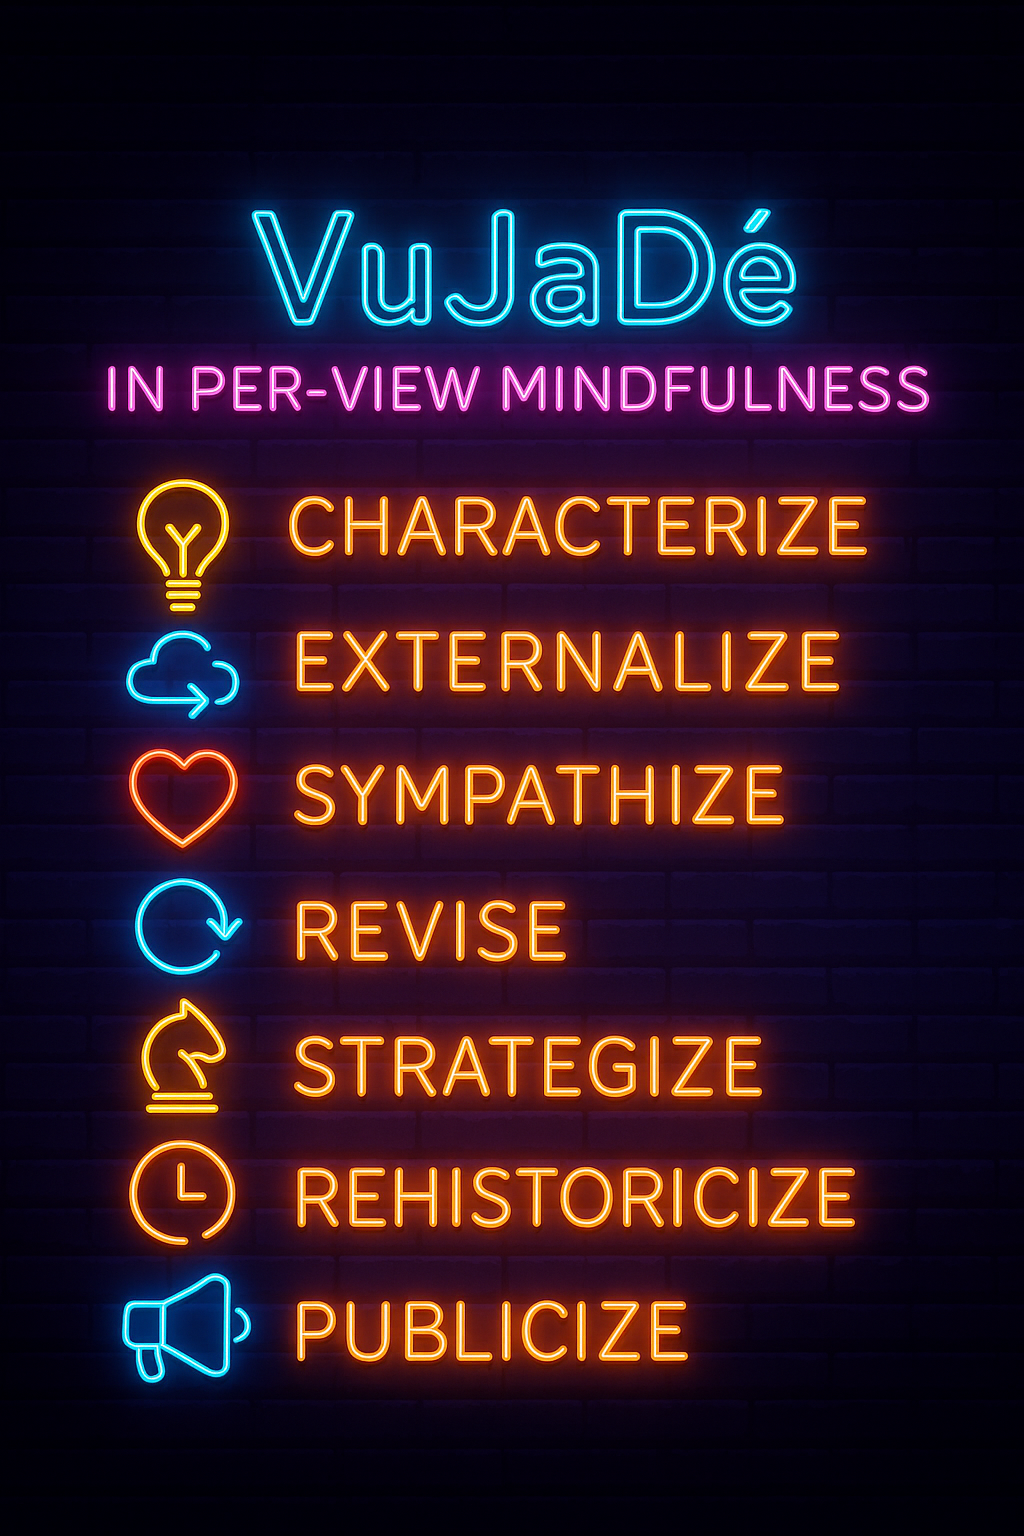 VuJaDé
IN PER-VIEW MINDFULNESS
CHARACTERIZE
EXTERNALIZE
SYMPATHIZE
REVISE
STRATEGIZE
REHISTORICIZE
PUBLICIZE